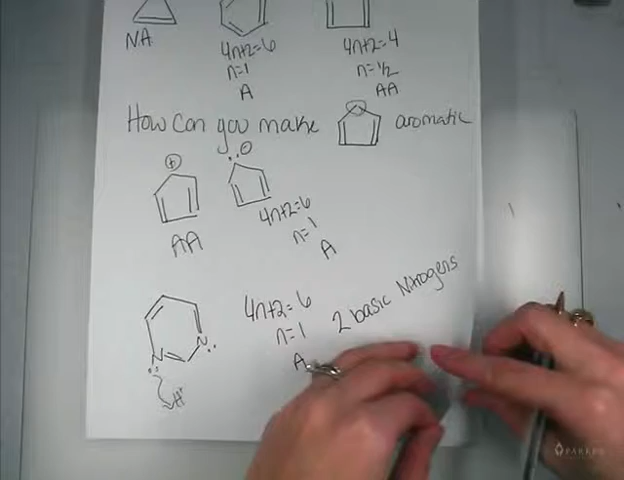 NA
4n+2=6
n=1
A
4n+2=4
n=1/2
AA
How can you make aromatic
⊕
AA
⊖
4n+2=6
n=1
A
4n+2=6
n=1
A
2 basic Nitrogens
N
N
H⁺
PARKER